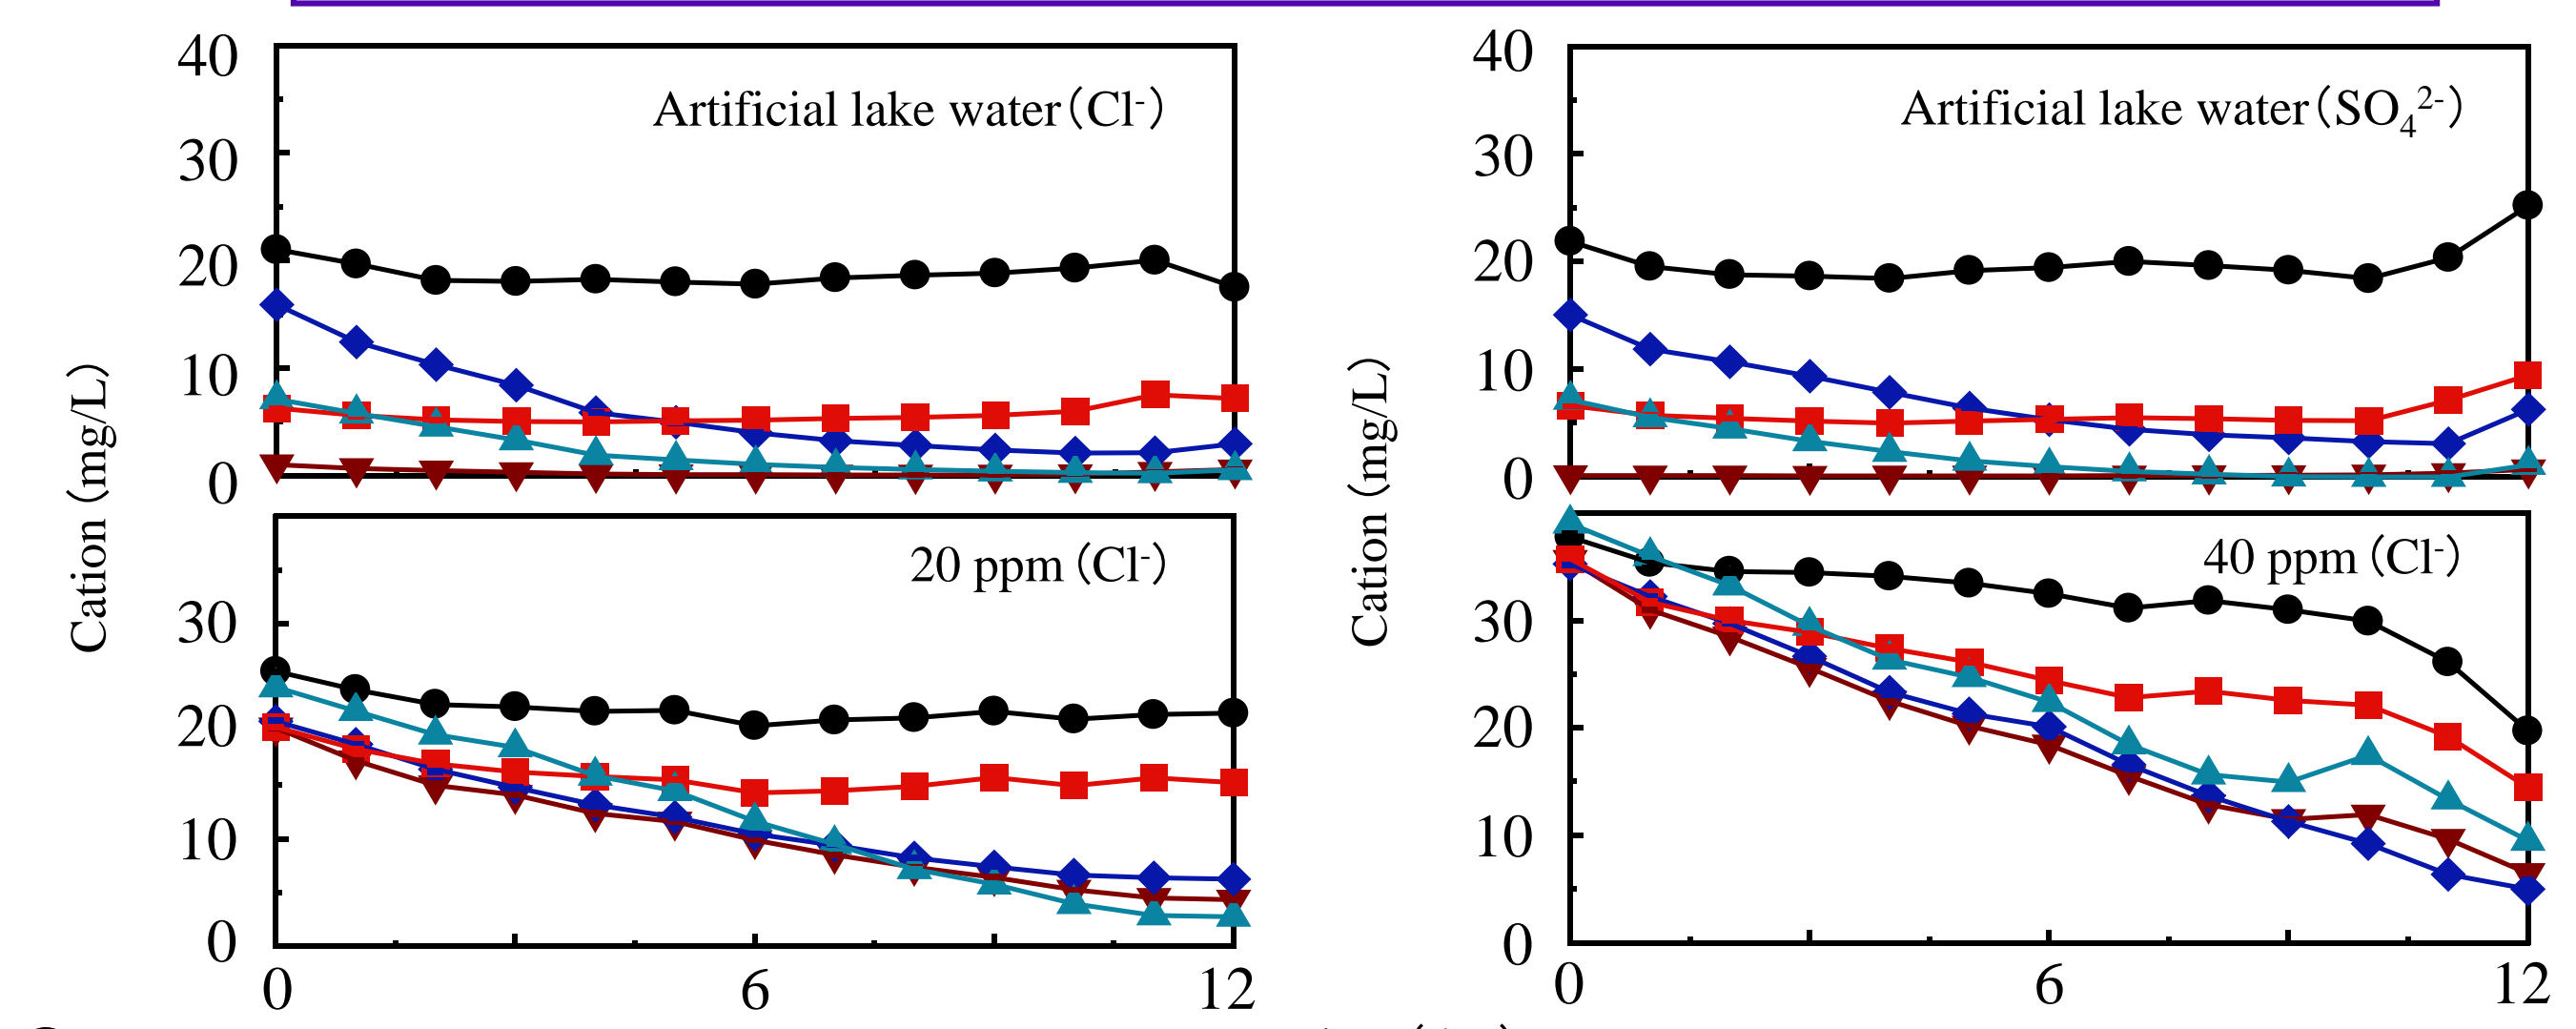 40
30
20
10
0
Artificial lake water（Cl⁻）
40
30
20
10
0
Artificial lake water（SO₄²⁻）
Cation（mg/L）
Cation（mg/L）
30
20
10
0
20 ppm（Cl⁻）
0 6 12
30
20
10
0
40 ppm（Cl⁻）
0 6 12